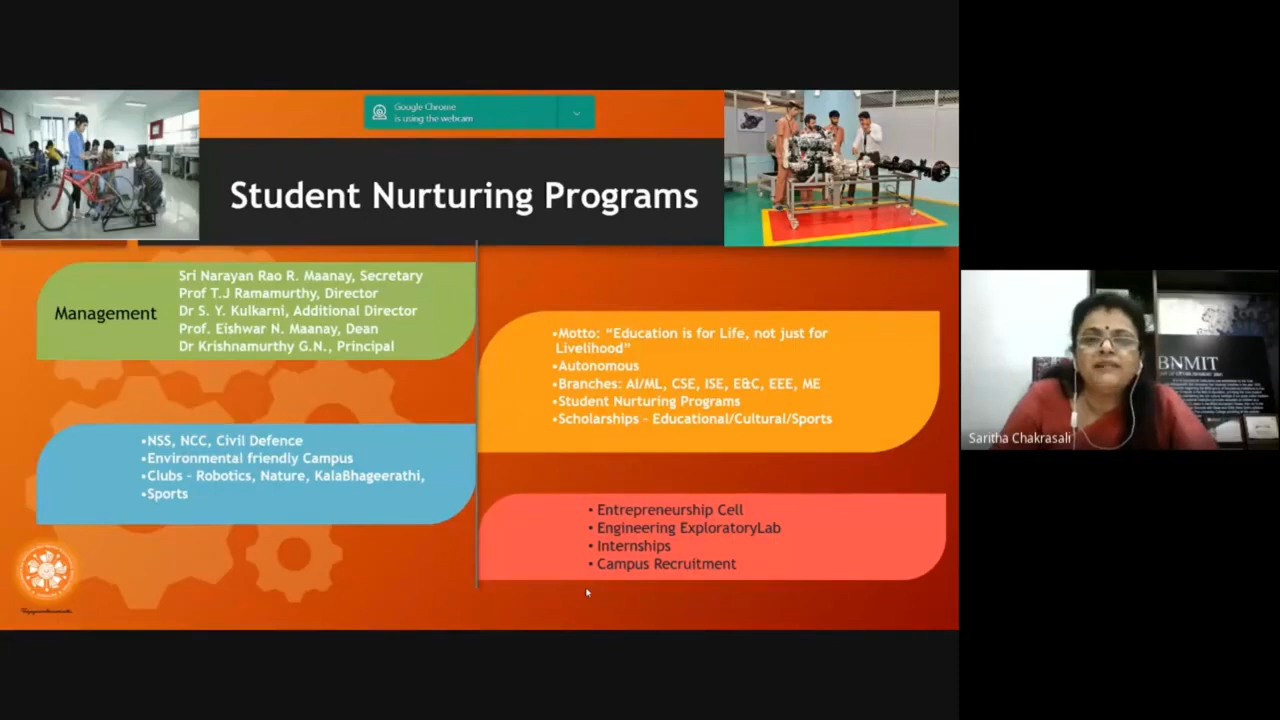 Google Chrome
is using the webcam
Student Nurturing Programs
Management
Sri Narayan Rao R. Maanay, Secretary
Prof T.J Ramamurthy, Director
Dr S. Y. Kulkarni, Additional Director
Prof. Eishwar N. Maanay, Dean
Dr Krishnamurthy G.N., Principal
•Motto: “Education is for Life, not just for
Livelihood”
•Autonomous
•Branches: AI/ML, CSE, ISE, E&C, EEE, ME
•Student Nurturing Programs
•Scholarships – Educational/Cultural/Sports
•NSS, NCC, Civil Defence
•Environmental friendly Campus
•Clubs – Robotics, Nature, KalaBhageerathi,
•Sports
• Entrepreneurship Cell
• Engineering ExploratoryLab
• Internships
• Campus Recruitment
BNMIT
Saritha Chakrasali